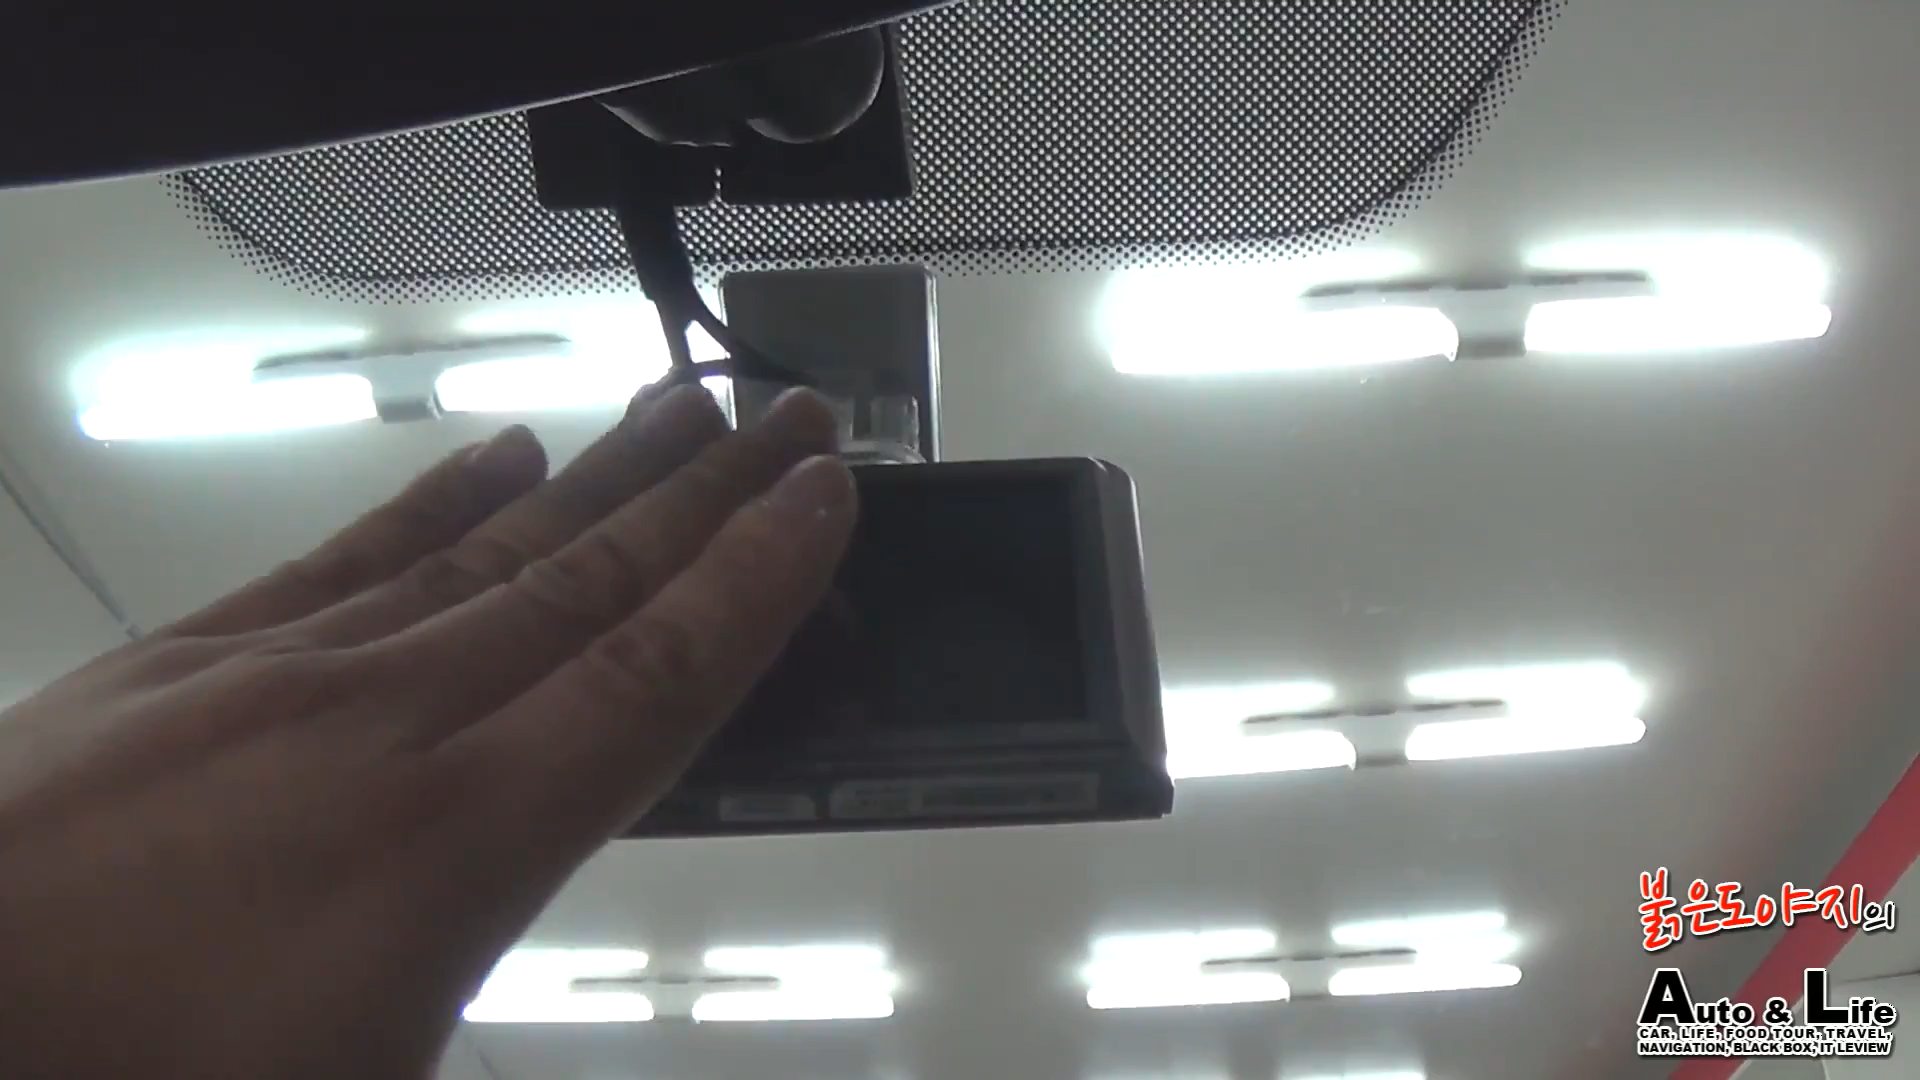 붉은도야지의
Auto & Life
CAR, LIFE, FOOD TOUR, TRAVEL,
NAVIGATION, BLACK BOX, IT LEVIEW